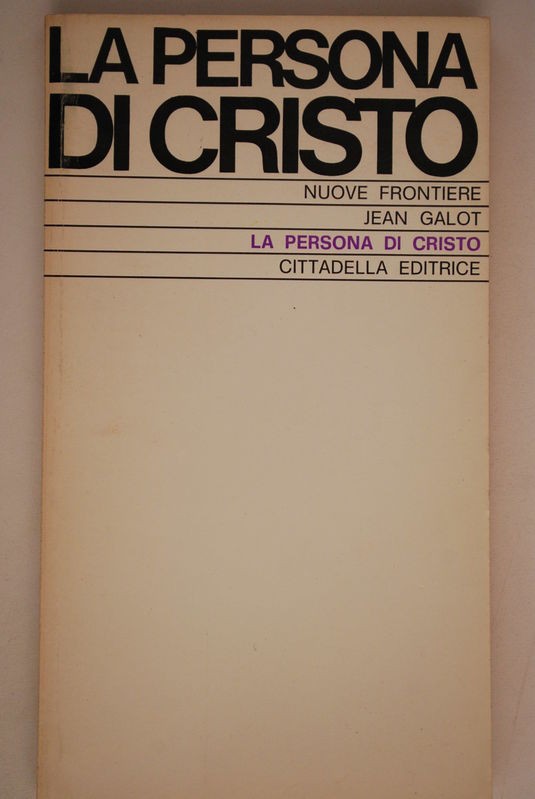 LA PERSONA
DI CRISTO
NUOVE FRONTIERE
JEAN GALOT
LA PERSONA DI CRISTO
CITTADELLA EDITRICE